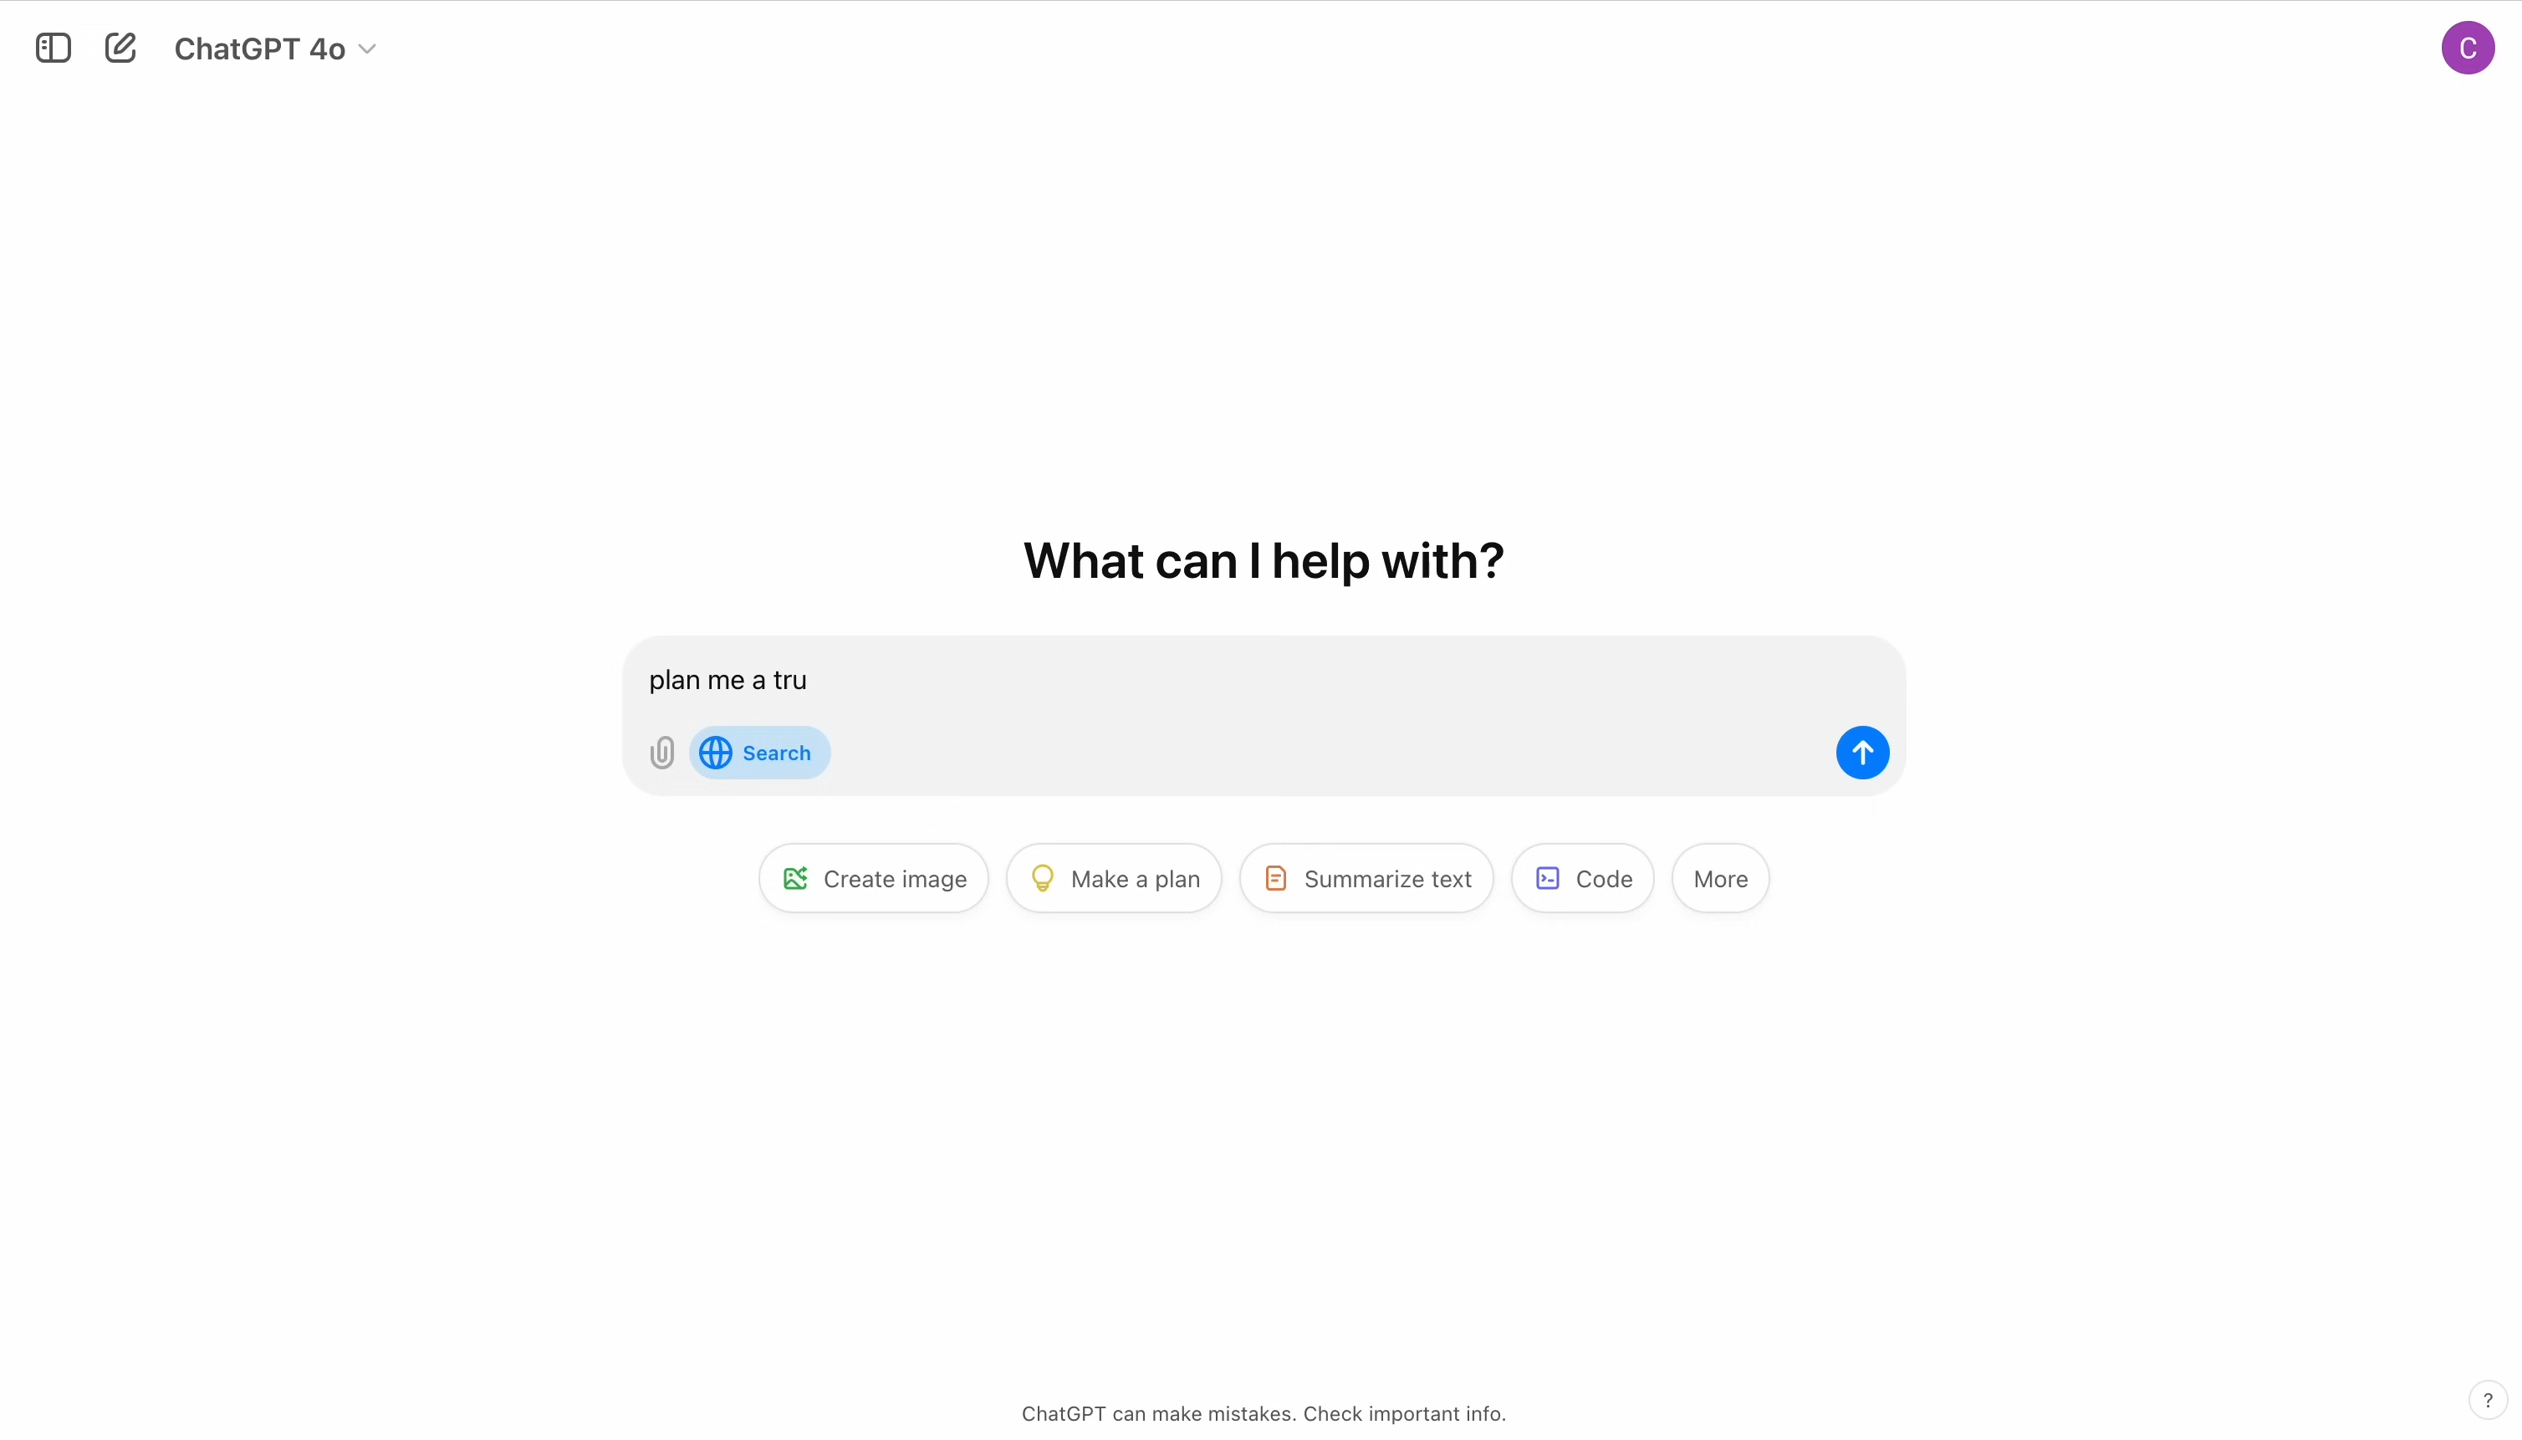 ChatGPT 4o
C
What can I help with?
plan me a tru
Search
Create image
Make a plan
Summarize text
Code
More
ChatGPT can make mistakes. Check important info.
?